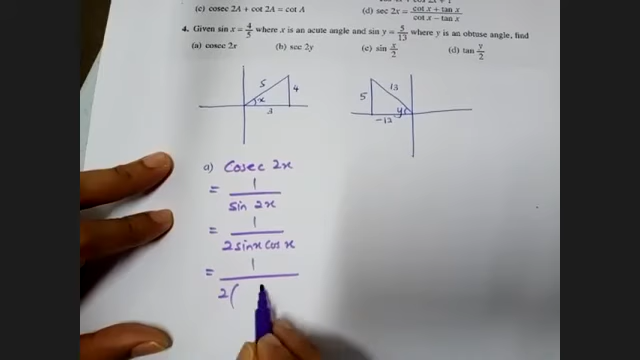 (c) cosec 2A + cot 2A = cot A
(d) sec 2x = cot x + tan x / cot x − tan x
4. Given sin x = 4/5 where x is an acute angle and sin y = 5/13 where y is an obtuse angle, find
(a) cosec 2x (b) sec 2y (c) sin x/2 (d) tan y/2
5 4 x 3
5 13 y -12
a) Cosec 2x
= 1 / sin 2x
= 1 / 2 sinx cos x
= 1 / 2(